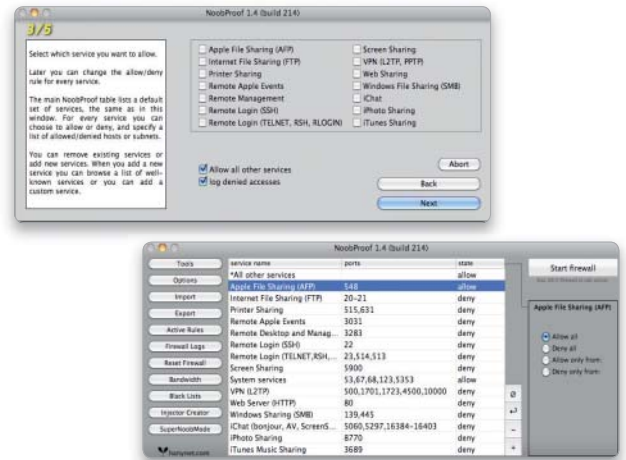 NoobProof 1.4 (build 214)
3/5
Select which service you want to allow.
Later you can change the allow/deny
rule for every service.
The main NoobProof table lists a default
set of services, the same as in this
window. For every service you can
choose to allow or deny, and specify a
list of allowed/denied hosts or subnets.
You can remove existing services or
add new services. When you add a new
service you can browse a list of well-
known services or you can add a
custom service.
Apple File Sharing (AFP)
Internet File Sharing (FTP)
Printer Sharing
Remote Apple Events
Remote Management
Remote Login (SSH)
Remote Login (TELNET, RSH, RLOGIN)
Screen Sharing
VPN (L2TP, PPTP)
Web Sharing
Windows File Sharing (SMB)
iChat
iPhoto Sharing
iTunes Sharing
Allow all other services
log denied accesses
Abort
Back
Next
NoobProof 1.4 (build 214)
Tools
Options
Import
Export
Active Rules
Firewall Logs
Reset Firewall
Bandwidth
Black Lists
Injector Creator
SuperNoobMode
hanynet.com
service name ports state
*All other services allow
Apple File Sharing (AFP) 548 allow
Internet File Sharing (FTP) 20-21 deny
Printer Sharing 515,631 deny
Remote Apple Events 3031 deny
Remote Desktop and Manag... 3283 deny
Remote Login (SSH) 22 deny
Remote Login (TELNET,RSH,... 23,514,513 deny
Screen Sharing 5900 deny
System services 53,67,68,123,5353 allow
VPN (L2TP) 500,1701,1723,4500,10000 deny
Web Server (HTTP) 80 deny
Windows Sharing (SMB) 139,445 deny
iChat (bonjour, AV, ScreenS... 5060,5297,16384-16403 deny
iPhoto Sharing 8770 deny
iTunes Music Sharing 3689 deny
Start firewall
Apple File Sharing (AFP)
Allow all
Deny all
Allow only from:
Deny only from: